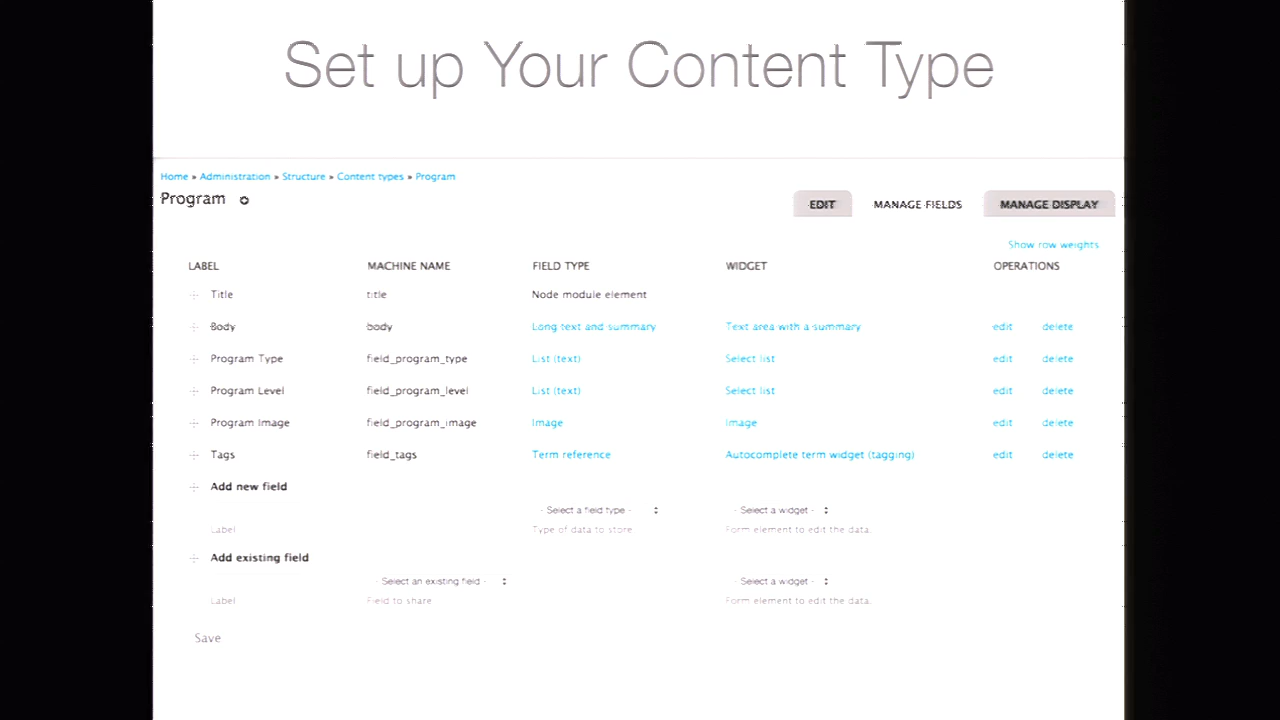 Set up Your Content Type
Home » Administration » Structure » Content types » Program
Program
EDIT MANAGE FIELDS MANAGE DISPLAY
Show row weights
LABEL MACHINE NAME FIELD TYPE WIDGET OPERATIONS
Title title Node module element
Body body Long text and summary Text area with a summary edit delete
Program Type field_program_type List (text) Select list edit delete
Program Level field_program_level List (text) Select list edit delete
Program Image field_program_image Image Image edit delete
Tags field_tags Term reference Autocomplete term widget (tagging) edit delete
Add new field
- Select a field type - - Select a widget -
Label Type of data to store Form element to edit the data.
Add existing field
- Select an existing field - - Select a widget -
Label Field to share Form element to edit the data.
Save